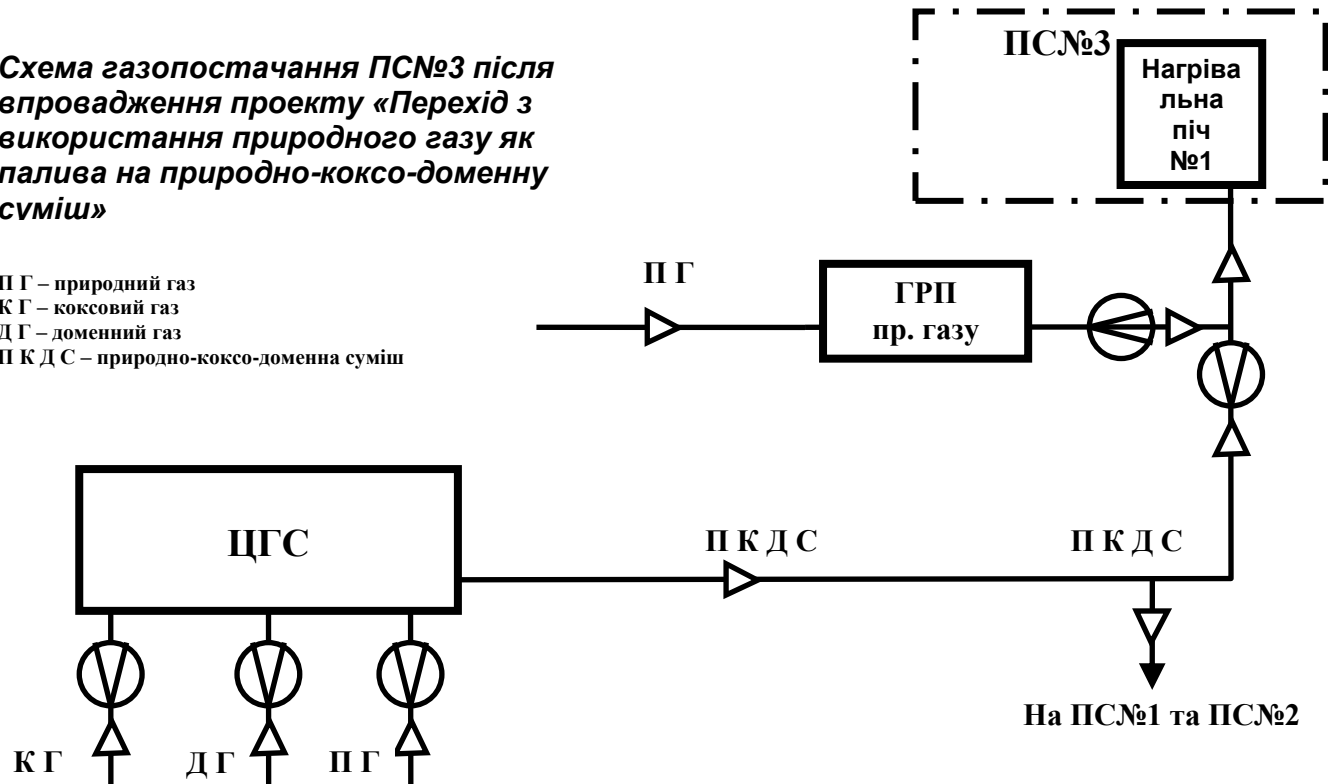 Схема газопостачання ПС№3 після
впровадження проекту «Перехід з
використання природного газу як
палива на природно-коксо-доменну
суміш»
П Г – природний газ
К Г – коксовий газ
Д Г – доменний газ
П К Д С – природно-коксо-доменна суміш
ПС№3
Нагріва
льна
піч
№1
П Г
ГРП
пр. газу
ЦГС
П К Д С
П К Д С
На ПС№1 та ПС№2
К Г
Д Г
П Г